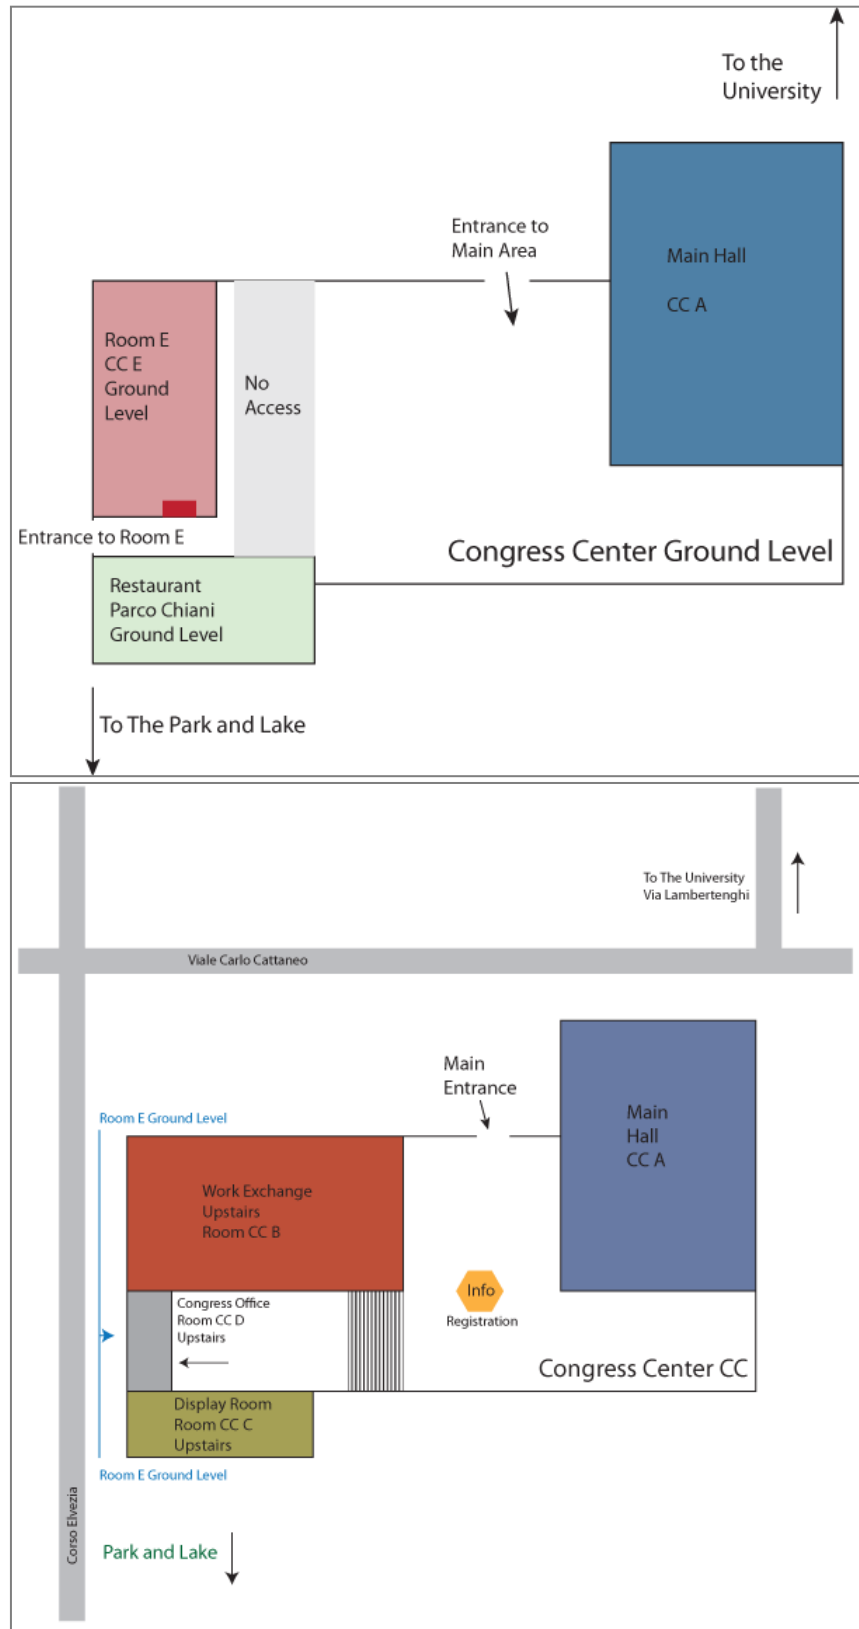 To the
University
Entrance to
Main Area
Main Hall
CC A
Room E
CC E
Ground
Level
No
Access
Entrance to Room E
Congress Center Ground Level
Restaurant
Parco Chiani
Ground Level
To The Park and Lake
To The University
Via Lambertenghi
Viale Carlo Cattaneo
Main
Entrance
Main
Hall
CC A
Room E Ground Level
Work Exchange
Upstairs
Room CC B
Info
Registration
Congress Office
Room CC D
Upstairs
Congress Center CC
Display Room
Room CC C
Upstairs
Room E Ground Level
Corso Elvezia
Park and Lake